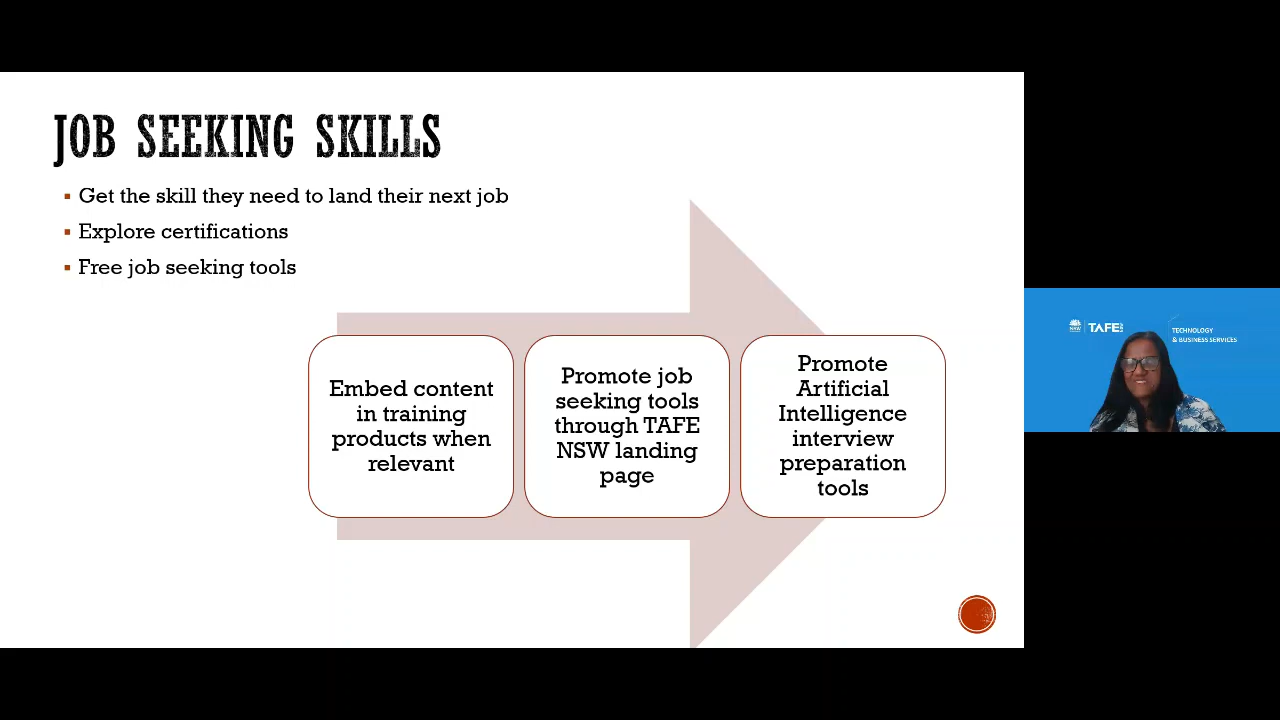 JOB SEEKING SKILLS
Get the skill they need to land their next job
Explore certifications
Free job seeking tools
Embed content
in training
products when
relevant
Promote job
seeking tools
through TAFE
NSW landing
page
Promote
Artificial
Intelligence
interview
preparation
tools
NSW
TAFE NSW
TECHNOLOGY
& BUSINESS SERVICES